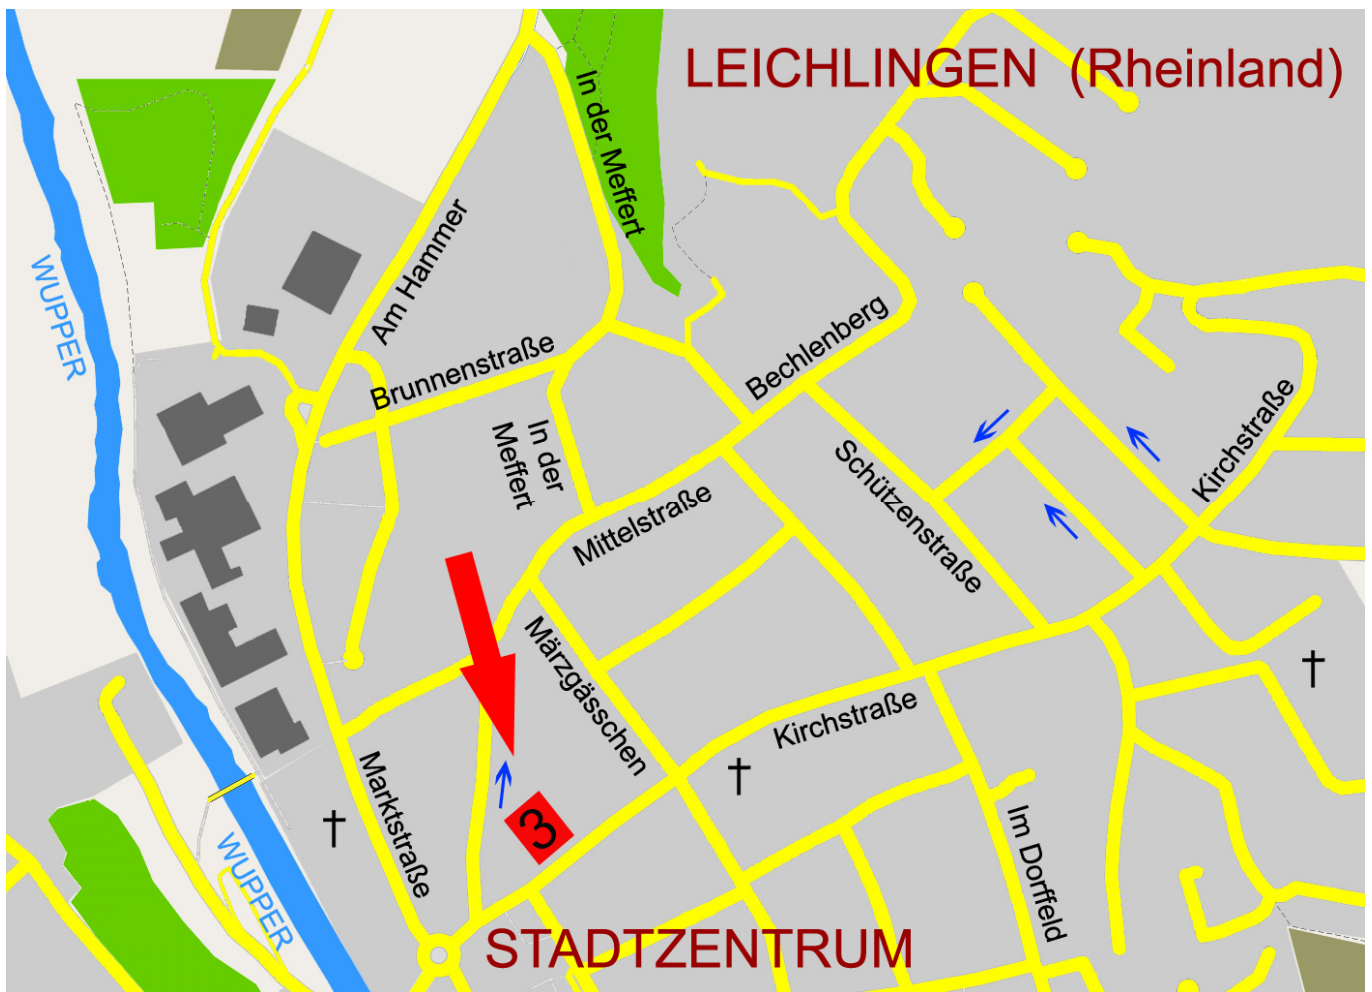 LEICHLINGEN (Rheinland)
In der Meffert
Am Hammer
WUPPER
Brunnenstraße
Bechlenberg
In der
Meffert
Mittelstraße
Schützenstraße
Kirchstraße
Märzgässchen
Kirchstraße
Marktstraße
3
Im Dorffeld
WUPPER
STADTZENTRUM